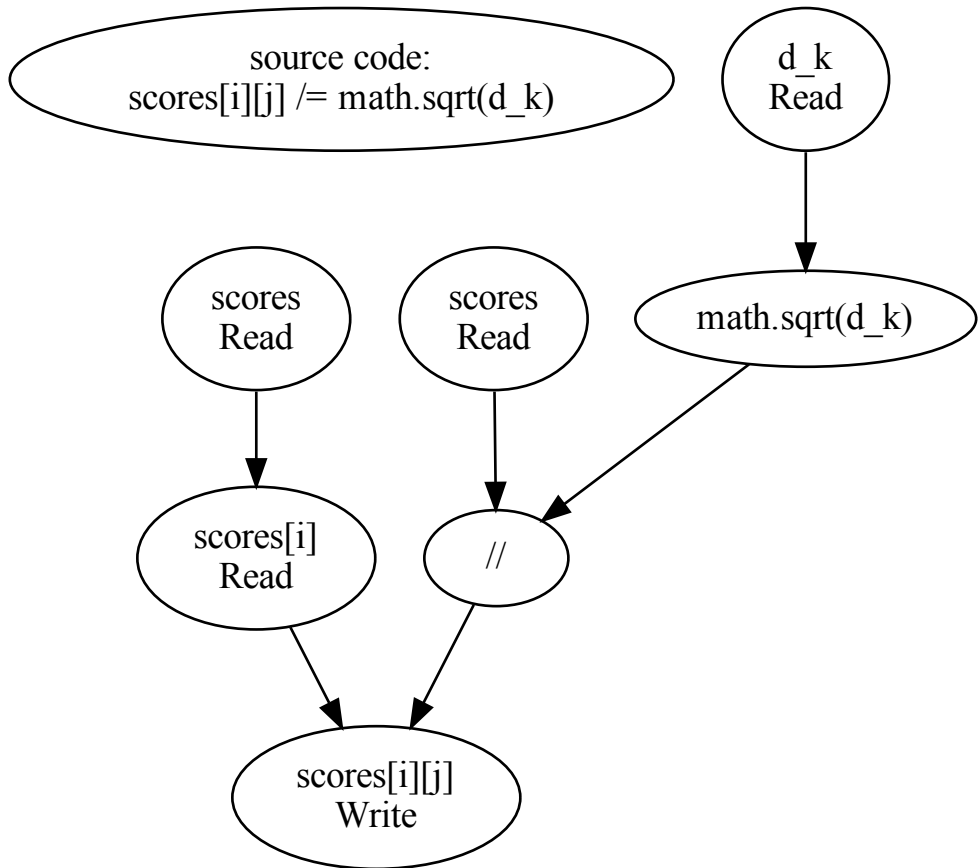 source code:
scores[i][j] /= math.sqrt(d_k)
d_k
Read
scores
Read
scores
Read
math.sqrt(d_k)
scores[i]
Read
//
scores[i][j]
Write